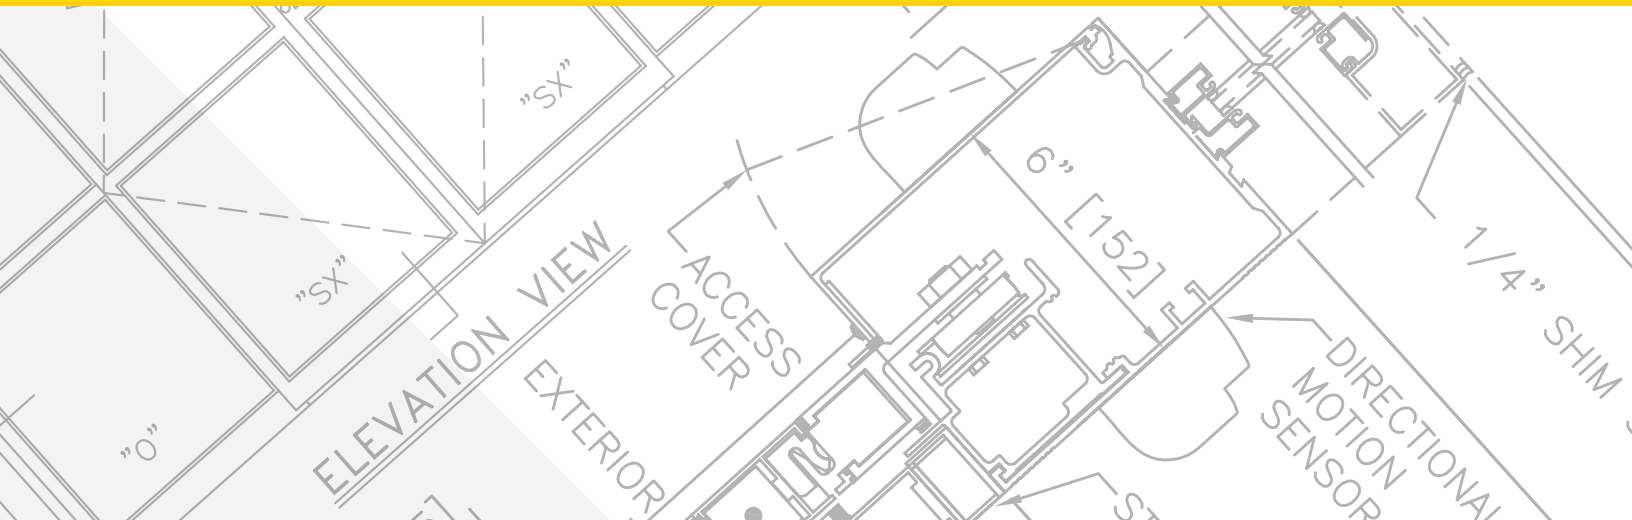 "SX"
"SX"
"O"
ELEVATION VIEW
EXTERIOR
ACCESS
COVER
6" [152]
1/4" SHIM
DIRECTIONAL
MOTION
SENSOR